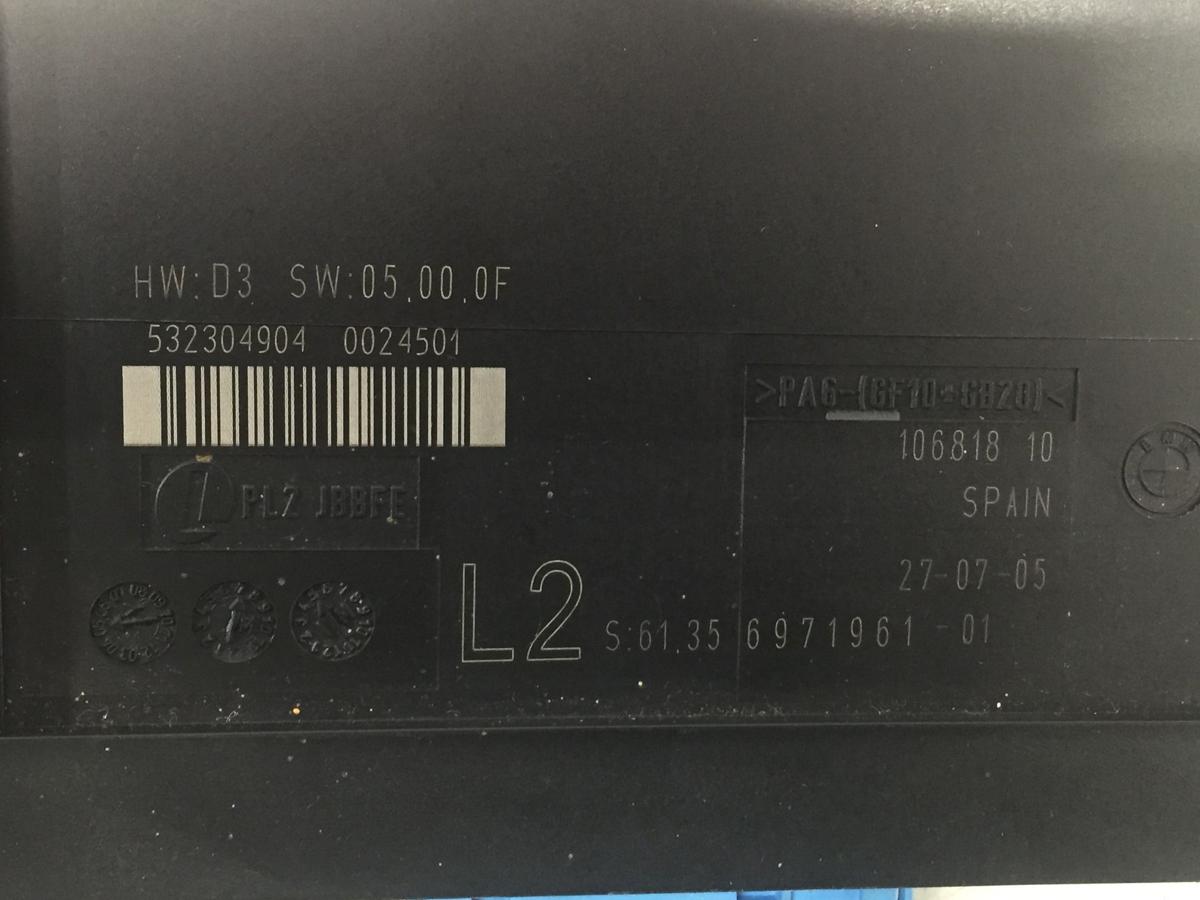 HW:D3 SW:05.00.0F
532304904 0024501
>PA6-(GF10+GB20)<
106818 10
PL2 JBBFE
SPAIN
27-07-05
L2 S:61.35 6971961 -01
BMW